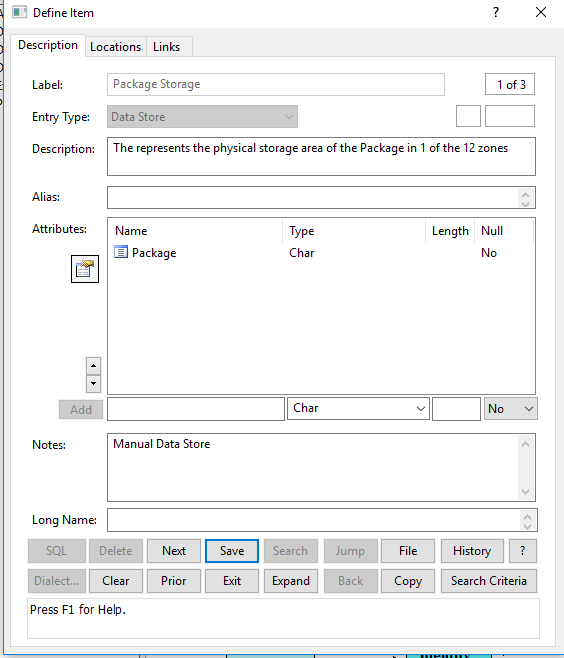 Define Item
?
Description Locations Links
Label: Package Storage 1 of 3
Entry Type: Data Store
Description: The represents the physical storage area of the Package in 1 of the 12 zones
Alias:
Attributes: Name Type Length Null
Package Char No
Add Char No
Notes: Manual Data Store
Long Name:
SQL Delete Next Save Search Jump File History ?
Dialect... Clear Prior Exit Expand Back Copy Search Criteria
Press F1 for Help.